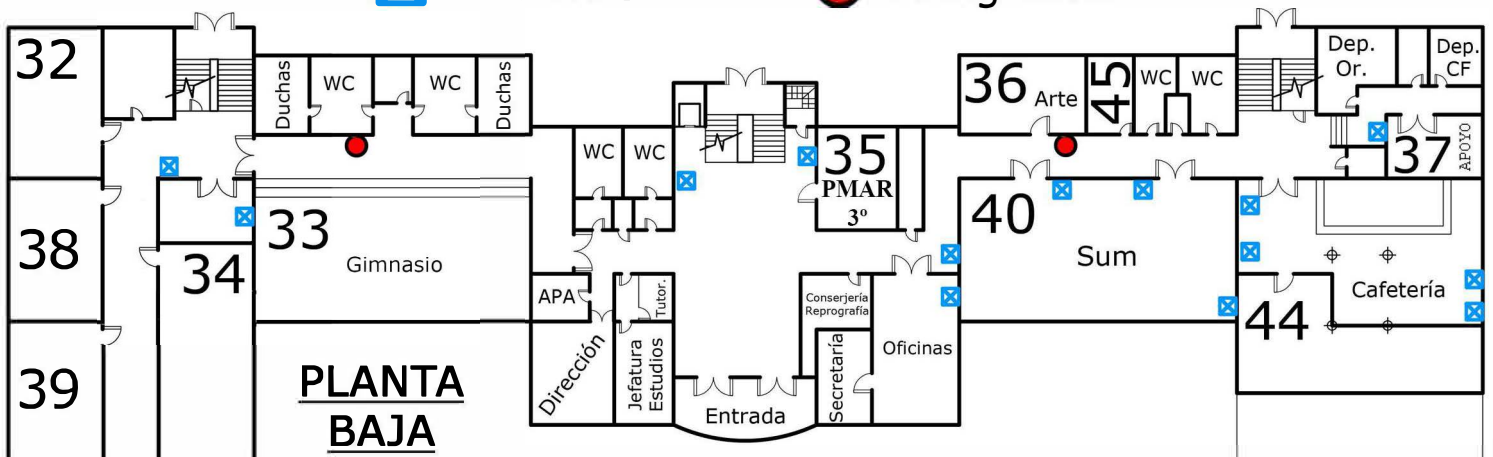 32
Duchas
WC
WC
Duchas
36
Arte
45
WC
WC
Dep.
Or.
Dep.
CF
WC
WC
35
PMAR
3º
37
APOYO
38
33
Gimnasio
34
40
Sum
Cafetería
44
APA
Tutor.
Conserjería
Reprografía
Dirección
Jefatura
Estudios
Secretaría
Oficinas
39
PLANTA
BAJA
Entrada